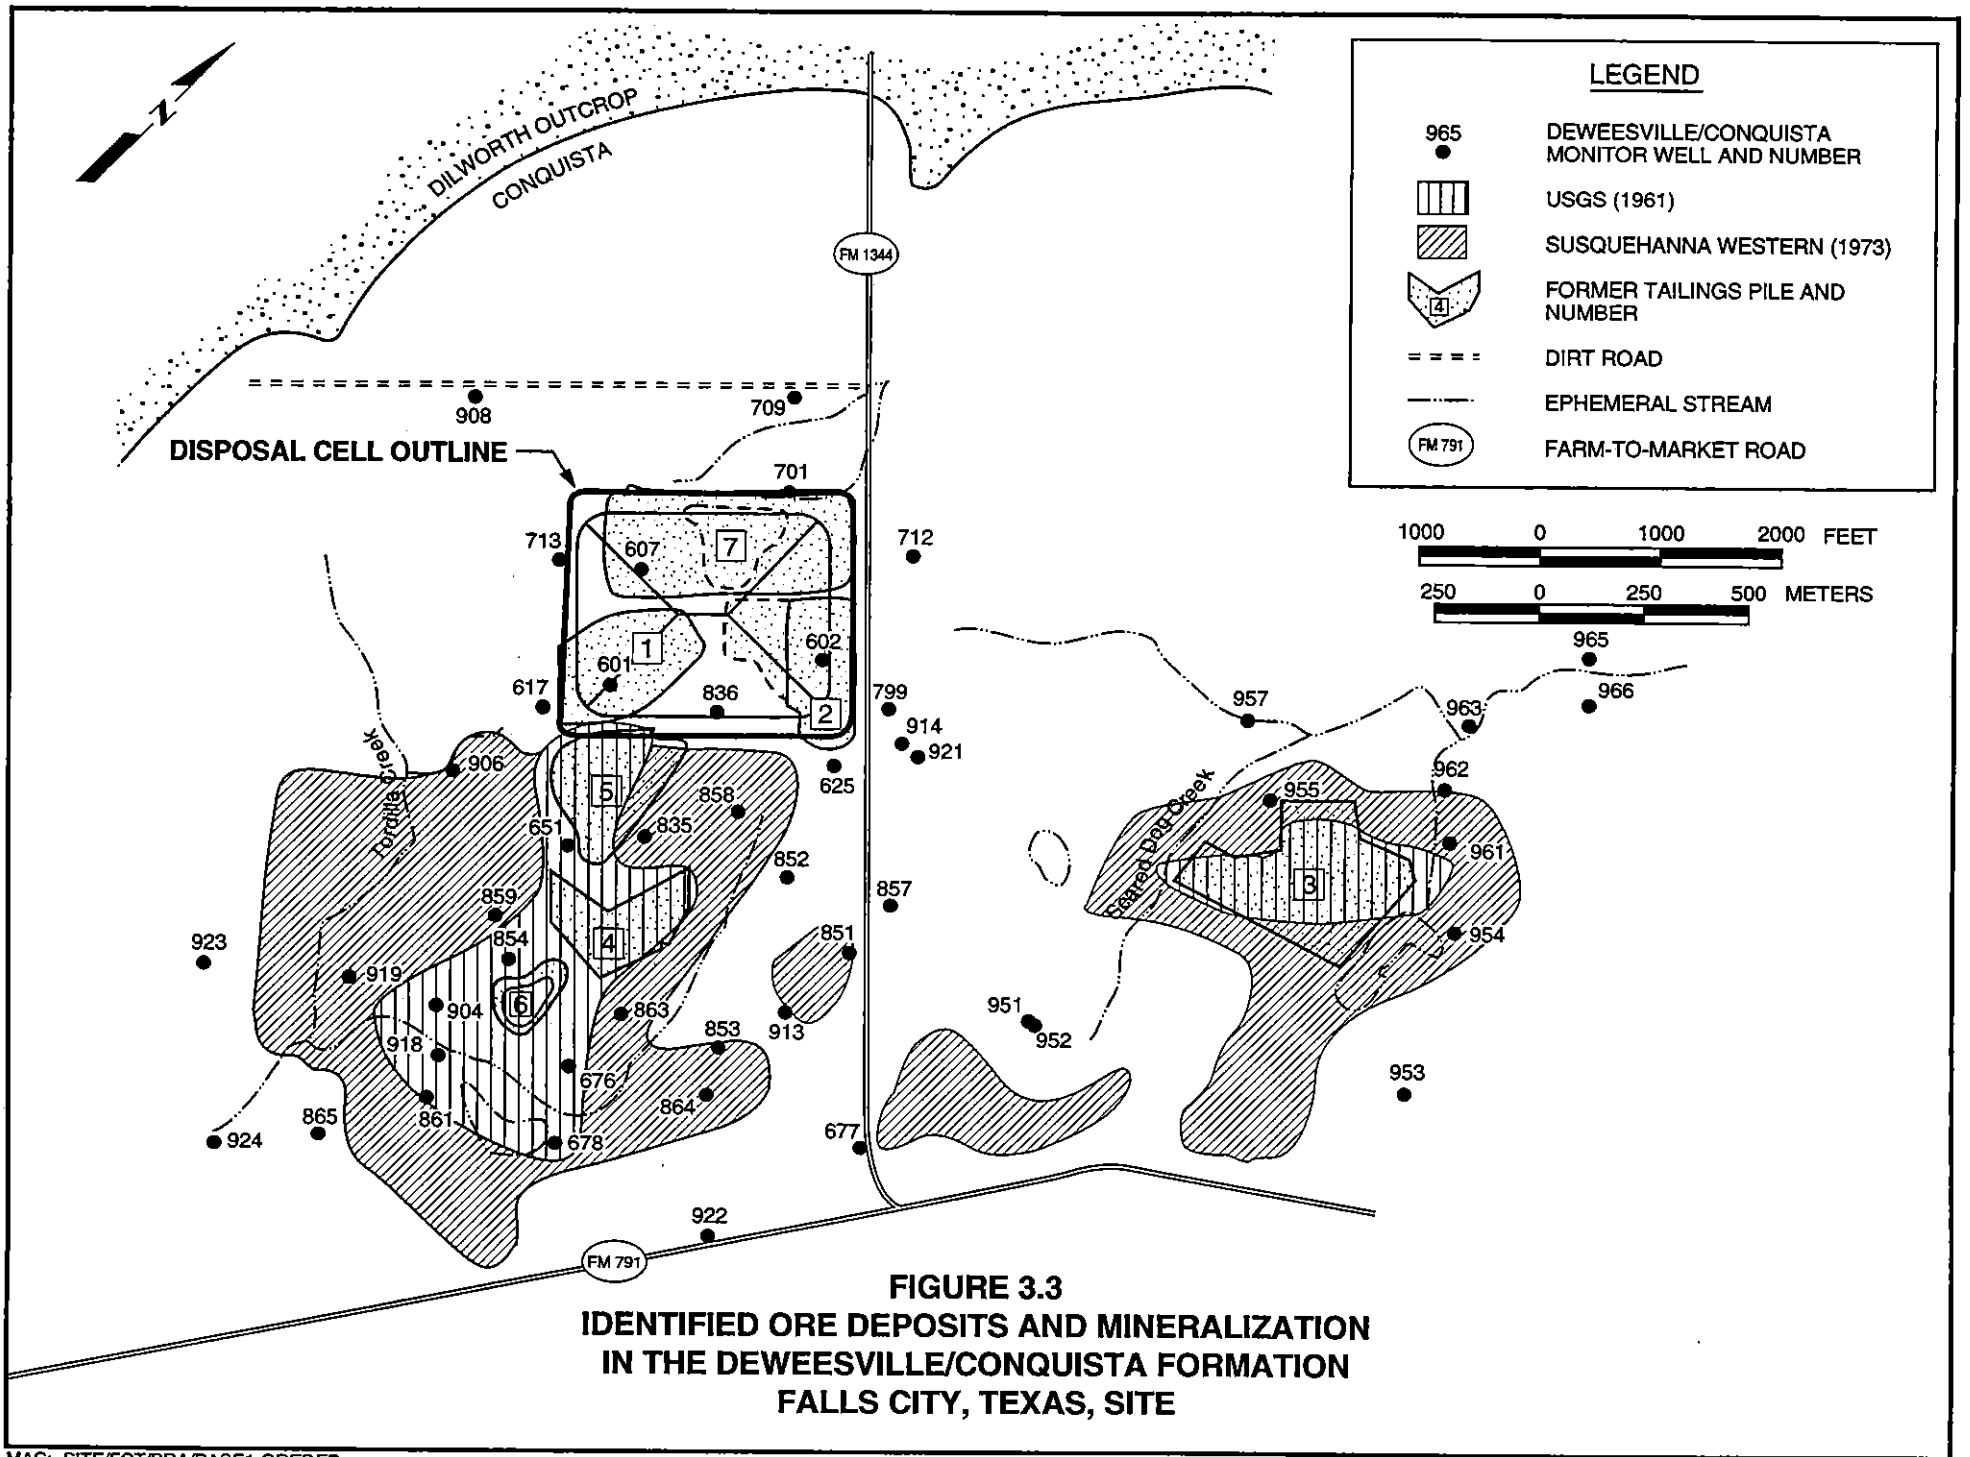 N
DILWORTH OUTCROP
CONQUISTA
FM 1344
LEGEND
965
DEWEESVILLE/CONQUISTA
MONITOR WELL AND NUMBER
USGS (1961)
SUSQUEHANNA WESTERN (1973)
4
FORMER TAILINGS PILE AND
NUMBER
DIRT ROAD
EPHEMERAL STREAM
FM 791
FARM-TO-MARKET ROAD
1000 0 1000 2000 FEET
250 0 250 500 METERS
908
709
DISPOSAL CELL OUTLINE
701
713
607
7
712
1
601
602
617
836
2
799
914
921
625
965
966
957
963
962
Tordilla Creek
906
5
858
651
835
852
857
859
854
4
851
923
919
904
6
863
913
853
918
676
864
861
678
865
924
677
922
FM 791
Scared Dog Creek
955
961
3
954
951
952
953
FIGURE 3.3
IDENTIFIED ORE DEPOSITS AND MINERALIZATION
IN THE DEWEESVILLE/CONQUISTA FORMATION
FALLS CITY, TEXAS, SITE